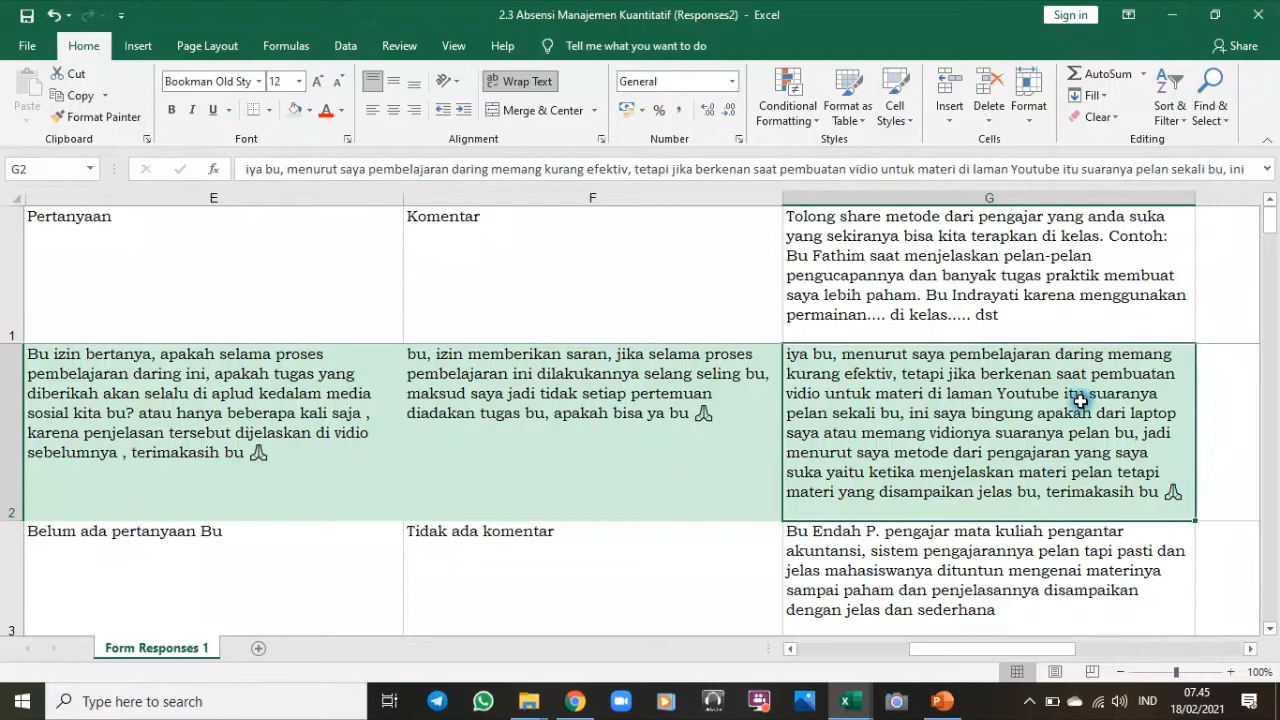 2.3 Absensi Manajemen Kuantitatif (Responses2) - Excel
Sign in
File Home Insert Page Layout Formulas Data Review View Help Tell me what you want to do Share
Paste
Cut
Copy
Format Painter
Clipboard
Bookman Old Sty 12
B I U
Font
Wrap Text
Merge & Center
Alignment
General
Number
Conditional Formatting
Format as Table
Cell Styles
Styles
Insert Delete Format
Cells
AutoSum
Fill
Clear
Sort & Filter
Find & Select
Editing
G2
fx
iya bu, menurut saya pembelajaran daring memang kurang efektiv, tetapi jika berkenan saat pembuatan vidio untuk materi di laman Youtube itu suaranya pelan sekali bu, ini
E F G
1
Pertanyaan
Komentar
Tolong share metode dari pengajar yang anda suka
yang sekiranya bisa kita terapkan di kelas. Contoh:
Bu Fathim saat menjelaskan pelan-pelan
pengucapannya dan banyak tugas praktik membuat
saya lebih paham. Bu Indrayati karena menggunakan
permainan.... di kelas..... dst
2
Bu izin bertanya, apakah selama proses
pembelajaran daring ini, apakah tugas yang
diberikah akan selalu di aplud kedalam media
sosial kita bu? atau hanya beberapa kali saja ,
karena penjelasan tersebut dijelaskan di vidio
sebelumnya , terimakasih bu 🙏
bu, izin memberikan saran, jika selama proses
pembelajaran ini dilakukannya selang seling bu,
maksud saya jadi tidak setiap pertemuan
diadakan tugas bu, apakah bisa ya bu 🙏
iya bu, menurut saya pembelajaran daring memang
kurang efektiv, tetapi jika berkenan saat pembuatan
vidio untuk materi di laman Youtube itu suaranya
pelan sekali bu, ini saya bingung apakah dari laptop
saya atau memang vidionya suaranya pelan bu, jadi
menurut saya metode dari pengajaran yang saya
suka yaitu ketika menjelaskan materi pelan tetapi
materi yang disampaikan jelas bu, terimakasih bu 🙏
3
Belum ada pertanyaan Bu
Tidak ada komentar
Bu Endah P. pengajar mata kuliah pengantar
akuntansi, sistem pengajarannya pelan tapi pasti dan
jelas mahasiswanya dituntun mengenai materinya
sampai paham dan penjelasannya disampaikan
dengan jelas dan sederhana
Form Responses 1
100%
Type here to search
IND
07.45
18/02/2021